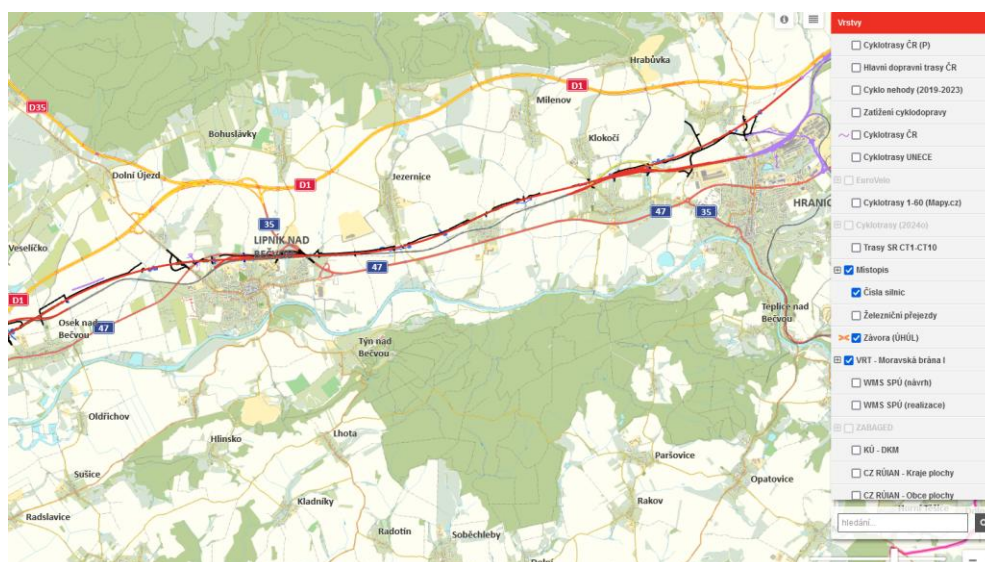 Vrstvy
Cyklotrasy ČR (P)
Hlavní dopravní trasy ČR
Cyklo nehody (2019-2023)
Zatížení cyklodopravy
Cyklotrasy ČR
Cyklotrasy UNECE
EuroVelo
Cyklotrasy 1-60 (Mapy.cz)
Cyklotrasy (2024o)
Trasy SR CT1-CT10
Místopis
Čísla silnic
Železniční přejezdy
Závora (ÚHÚL)
VRT - Moravská brána I
WMS SPÚ (návrh)
WMS SPÚ (realizace)
ZABAGED
KÚ - DKM
CZ RÚIAN - Kraje plochy
CZ RÚIAN - Obce plochy
hledání...
Hrabůvka
D1
Milenov
D35
Bohuslávky
Klokočí
Dolní Újezd
Jezernice
D1
HRANIC
47
35
35
Veselíčko
LIPNÍK NAD
BEČVOU
47
D1
Teplice nad
Bečvou
Osek nad
Bečvou
47
Týn nad
Bečvou
Oldřichov
Hlinsko
Lhota
Sušice
Paršovice
Opatovice
Kladníky
Rakov
Radslavice
Radotín
Soběchleby
Dolní